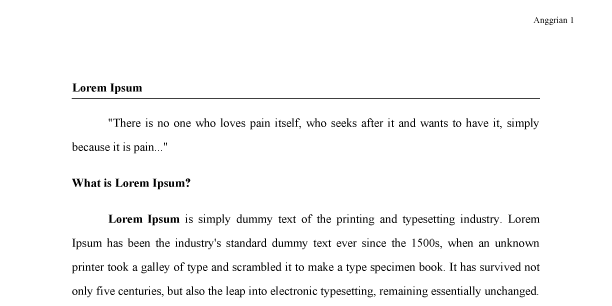 Anggrian 1
Lorem Ipsum
"There is no one who loves pain itself, who seeks after it and wants to have it, simply
because it is pain..."
What is Lorem Ipsum?
Lorem Ipsum is simply dummy text of the printing and typesetting industry. Lorem
Ipsum has been the industry's standard dummy text ever since the 1500s, when an unknown
printer took a galley of type and scrambled it to make a type specimen book. It has survived not
only five centuries, but also the leap into electronic typesetting, remaining essentially unchanged.